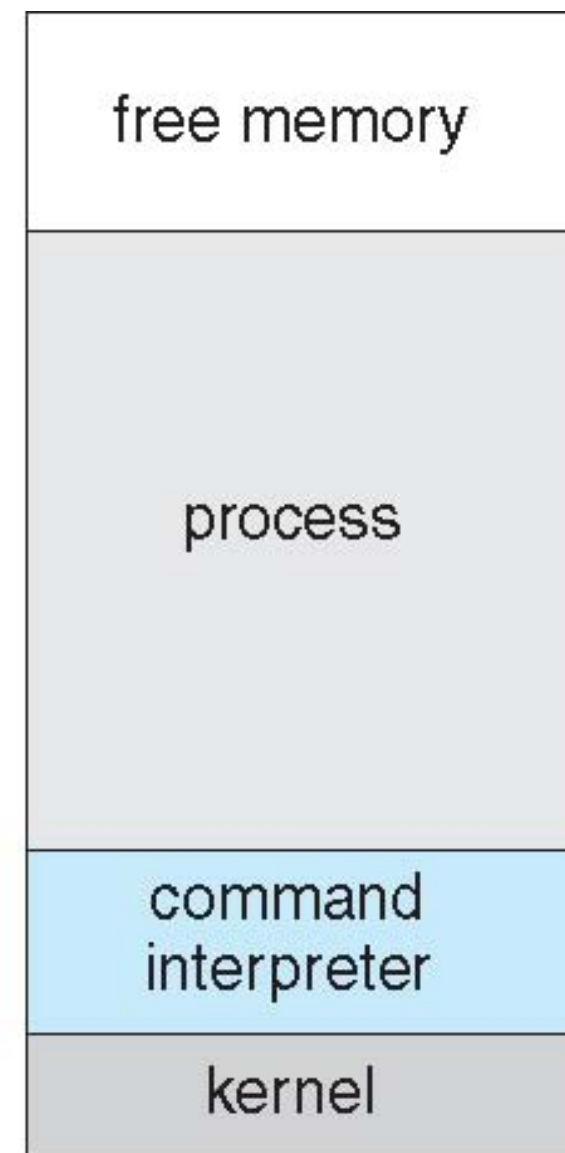 free memory
process
command
interpreter
kernel